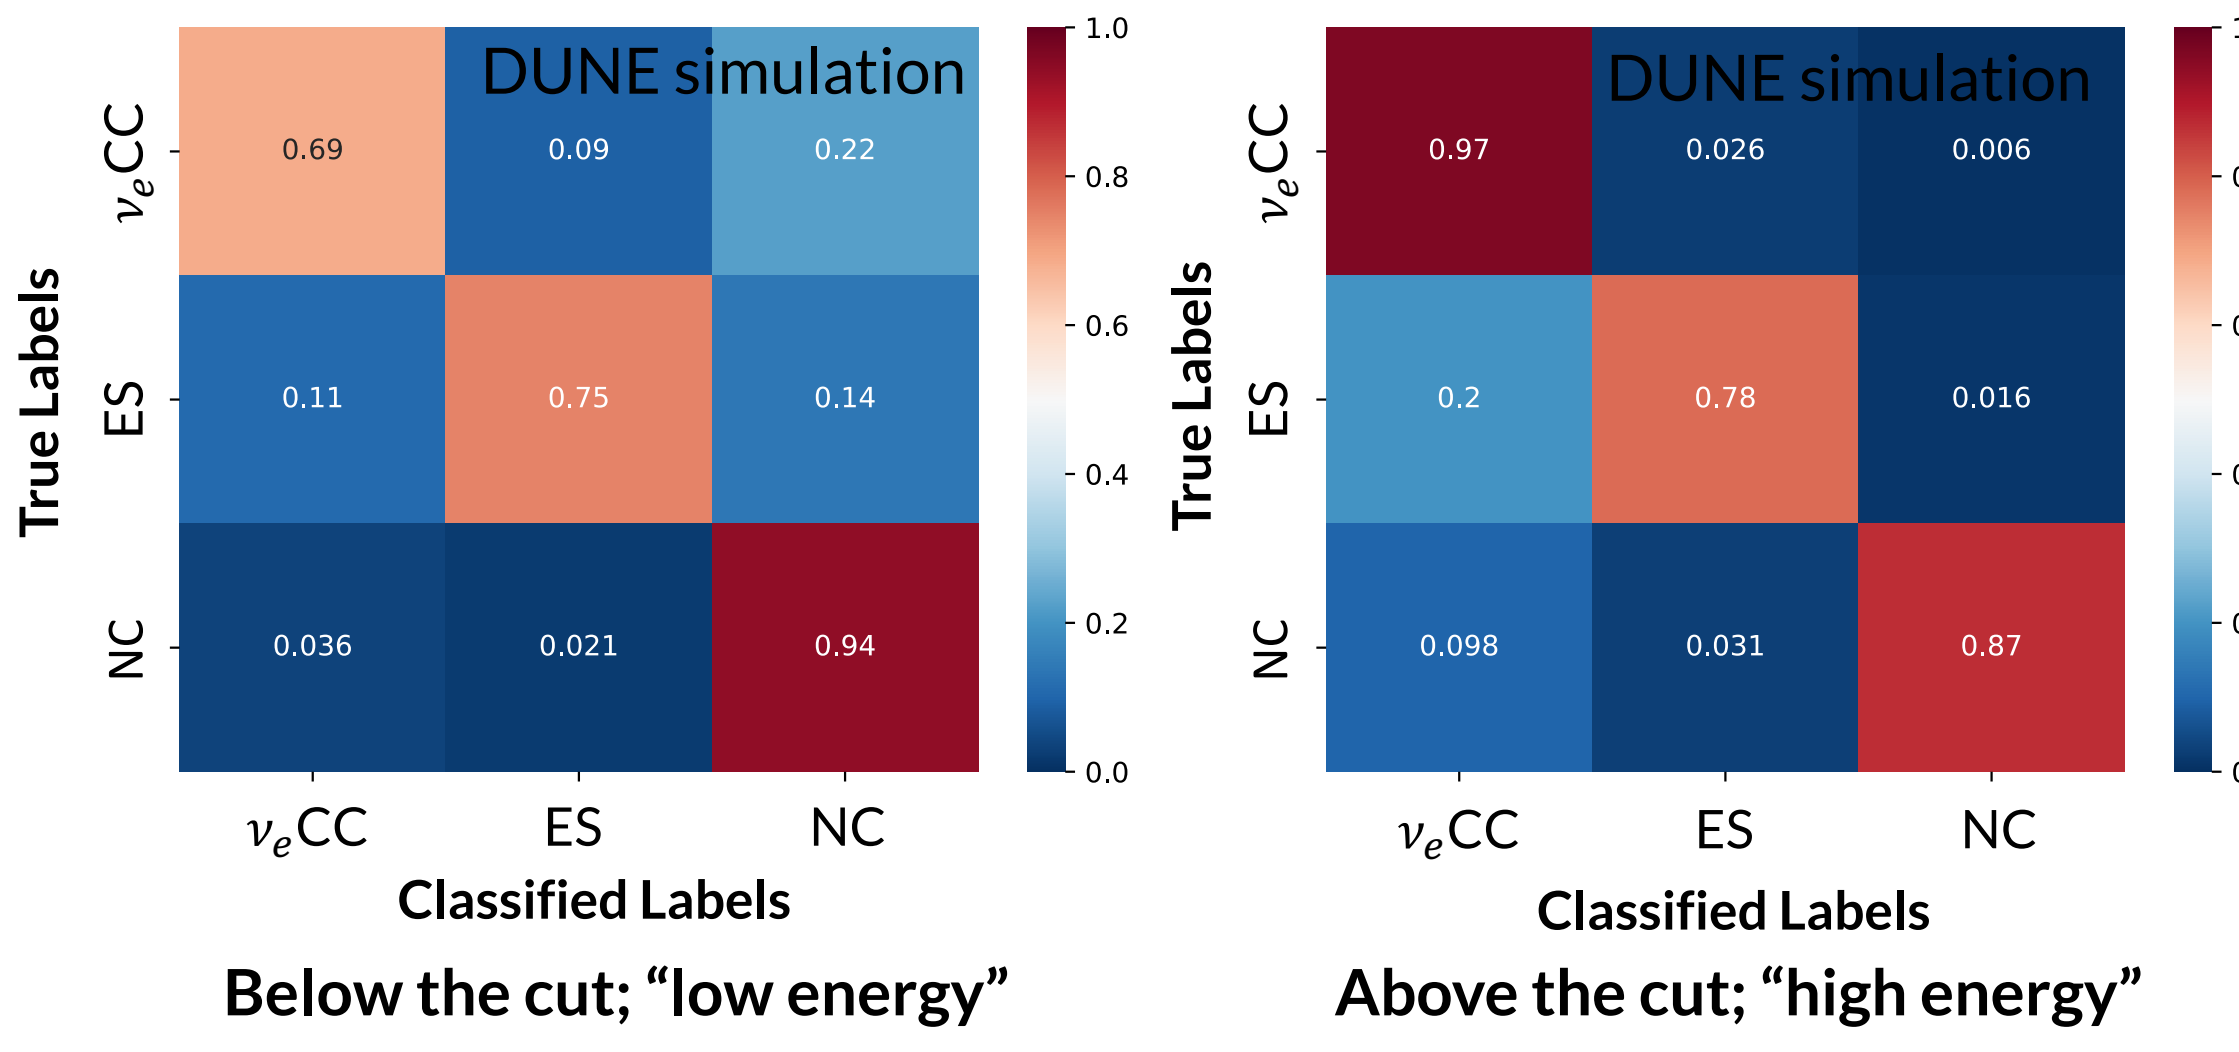 DUNE simulation
1.0
0.8
0.6
0.4
0.2
0.0
True Labels
νₑCC
ES
NC
0.69 0.09 0.22
0.11 0.75 0.14
0.036 0.021 0.94
νₑCC ES NC
Classified Labels
Below the cut; “low energy”
DUNE simulation
True Labels
νₑCC
ES
NC
0.97 0.026 0.006
0.2 0.78 0.016
0.098 0.031 0.87
νₑCC ES NC
Classified Labels
Above the cut; “high energy”